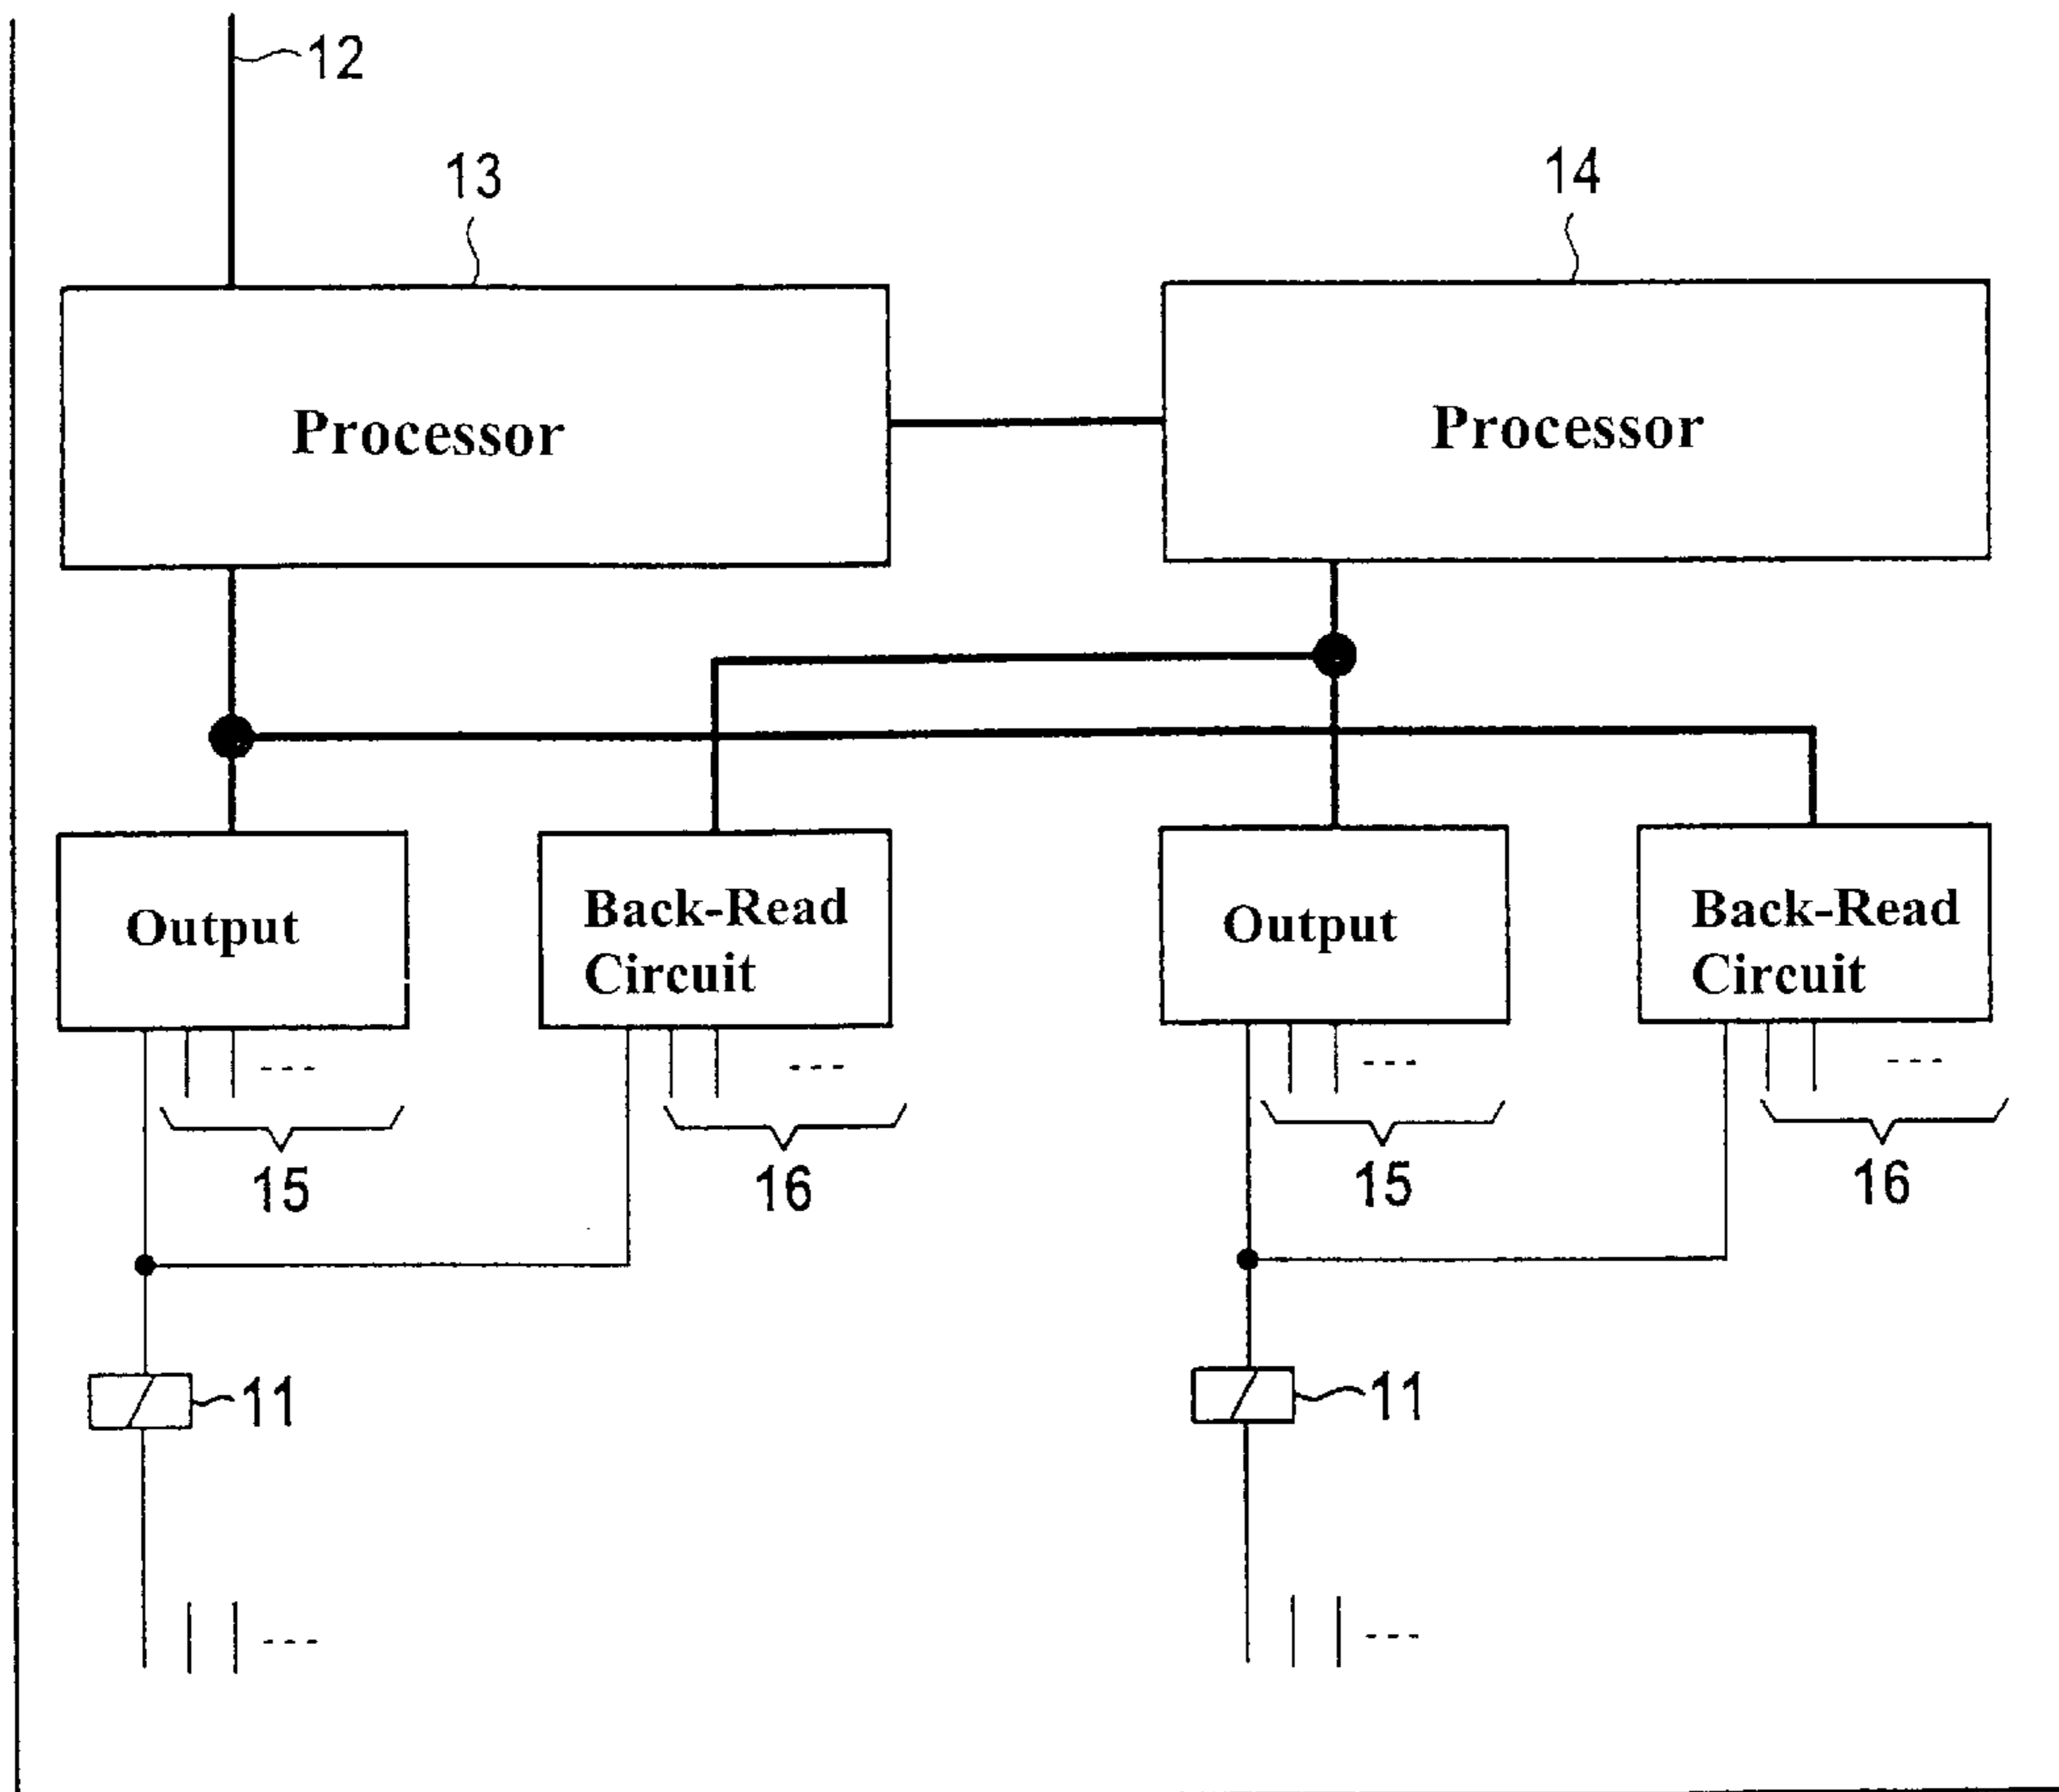 12
13
14
Processor
Processor
Output
Back-Read
Circuit
Output
Back-Read
Circuit
15
16
15
16
11
11